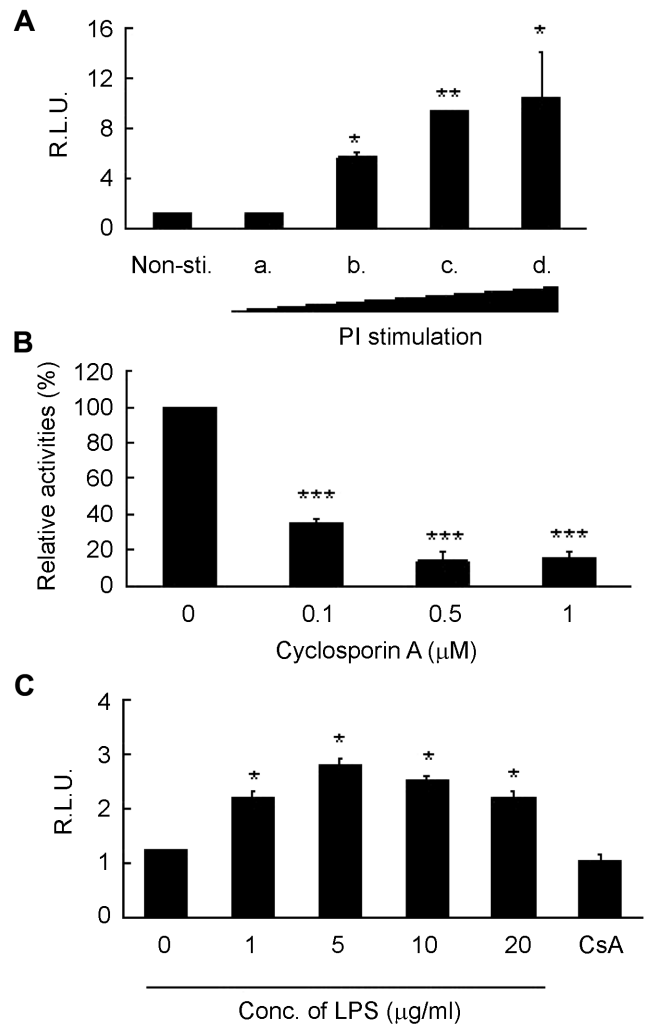 A
R.L.U.
16
12
8
4
0
* ** *
Non-sti. a. b. c. d.
PI stimulation
B
Relative activities (%)
120
100
80
60
40
20
0
*** *** ***
0 0.1 0.5 1
Cyclosporin A (μM)
C
R.L.U.
4
3
2
1
0
* * * *
0 1 5 10 20 CsA
Conc. of LPS (μg/ml)